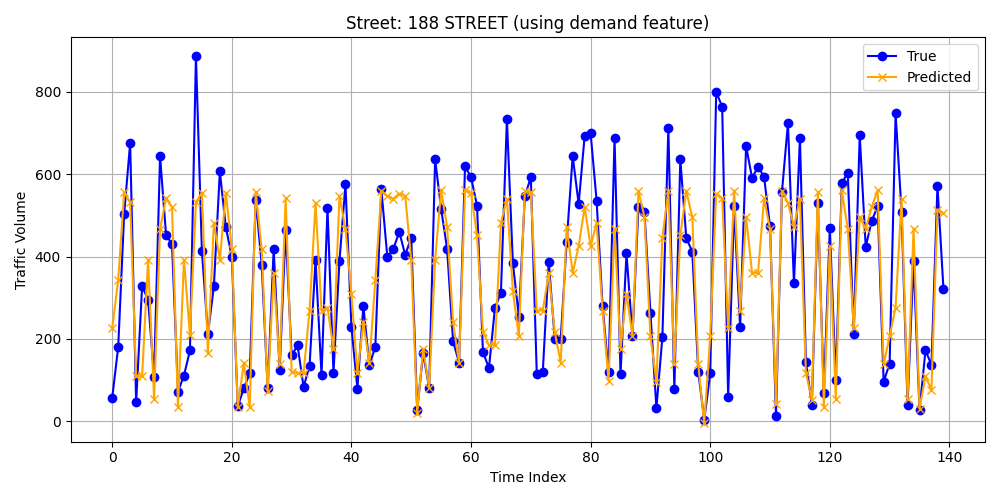 Street: 188 STREET (using demand feature)
True
Predicted
Traffic Volume
800
600
400
200
0
0 20 40 60 80 100 120 140
Time Index